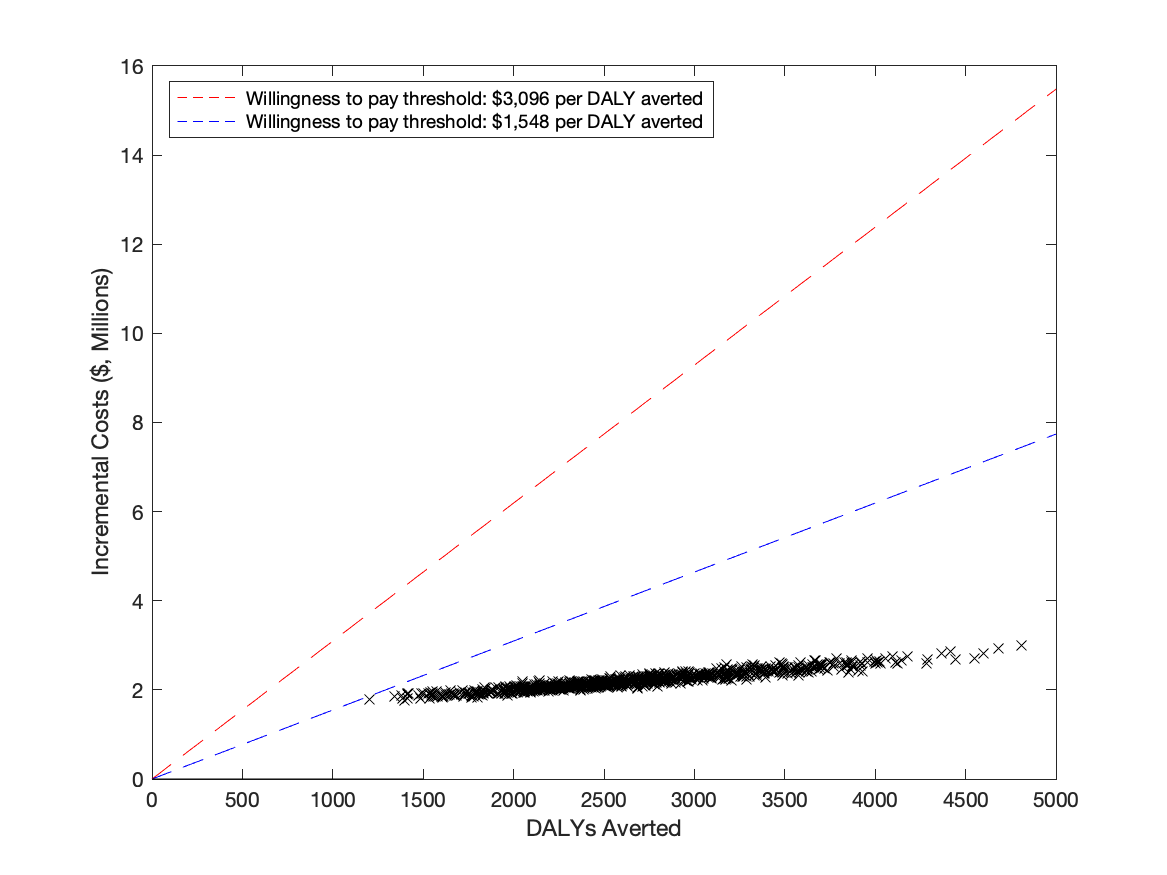 16
14
12
10
8
6
4
2
0
Incremental Costs ($, Millions)
Willingness to pay threshold: $3,096 per DALY averted
Willingness to pay threshold: $1,548 per DALY averted
0 500 1000 1500 2000 2500 3000 3500 4000 4500 5000
DALYs Averted